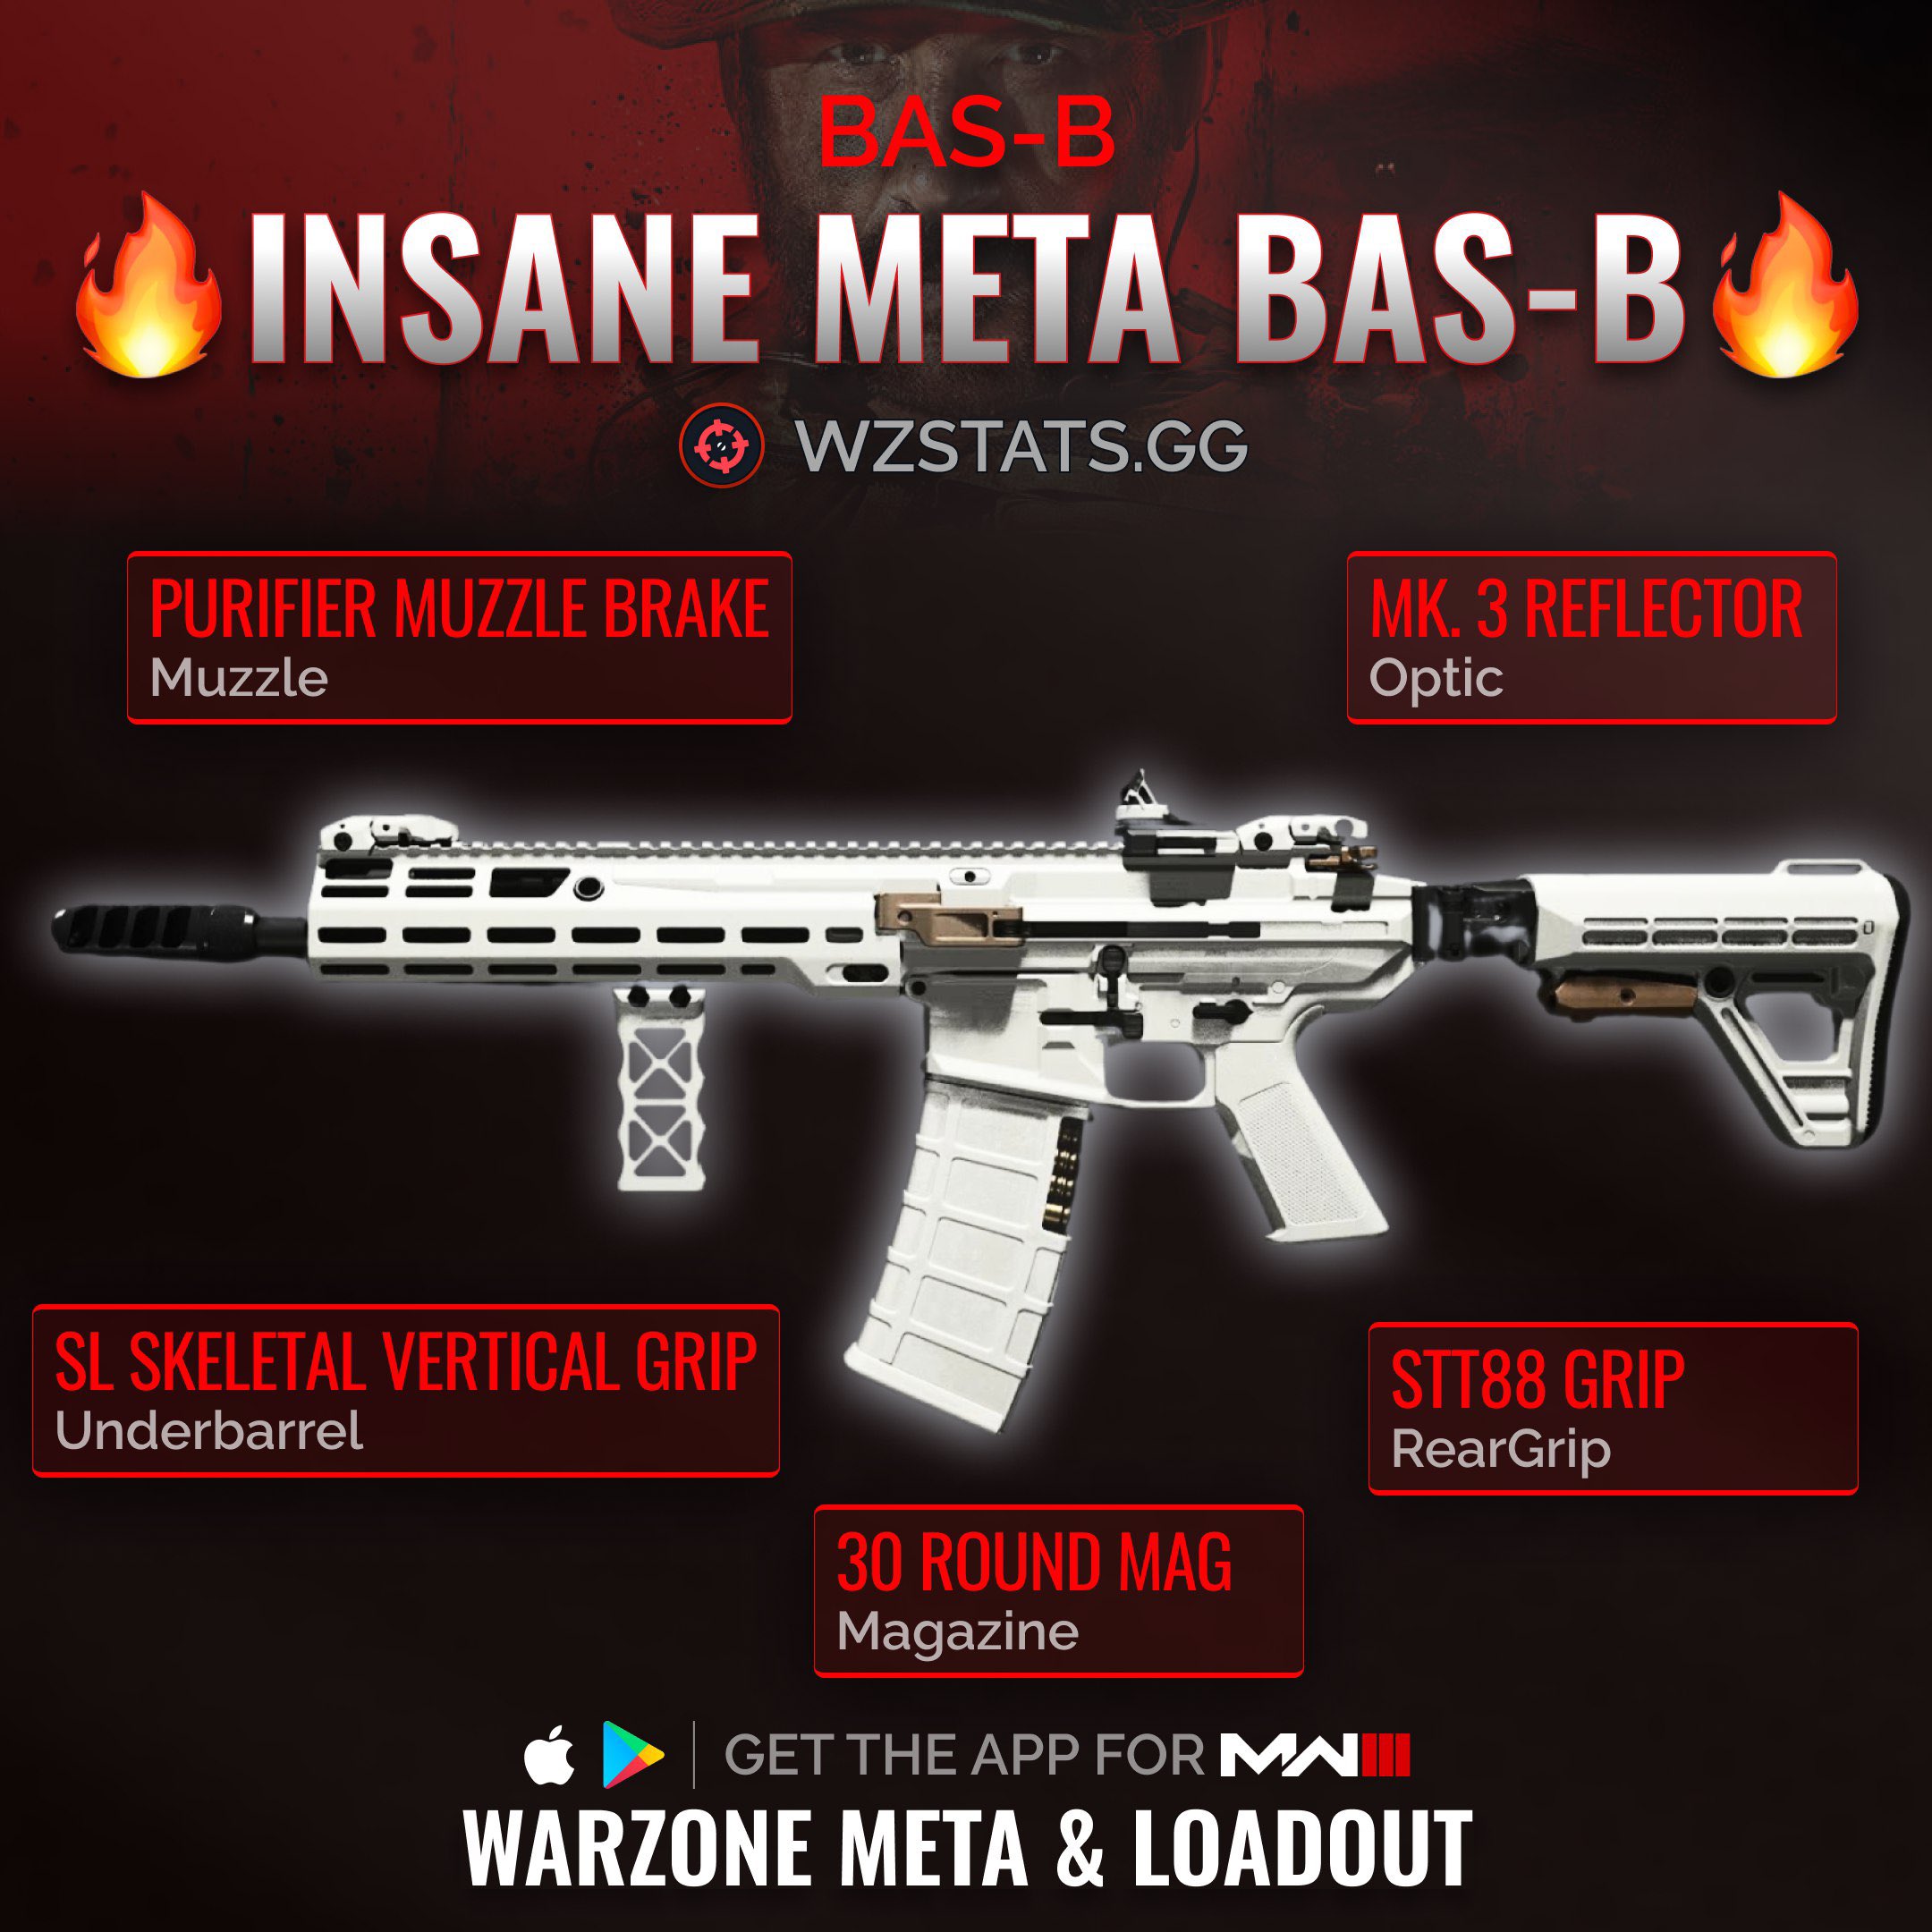 BAS-B
🔥INSANE META BAS-B🔥
WZSTATS.GG
PURIFIER MUZZLE BRAKE
Muzzle
MK. 3 REFLECTOR
Optic
SL SKELETAL VERTICAL GRIP
Underbarrel
STT88 GRIP
RearGrip
30 ROUND MAG
Magazine
GET THE APP FOR MWIII
WARZONE META & LOADOUT